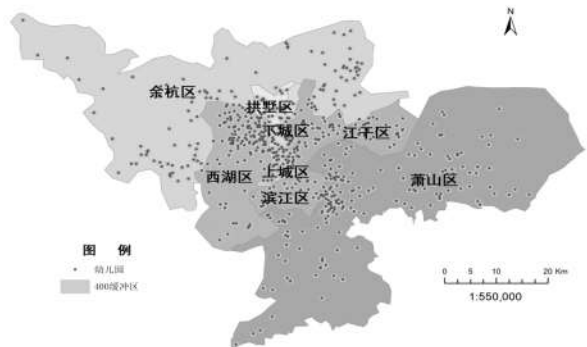 N
余杭区
拱墅区
下城区
江干区
西湖区
上城区
萧山区
滨江区
图 例
幼儿园
400缓冲区
0 5 10 20 Km
1:550,000